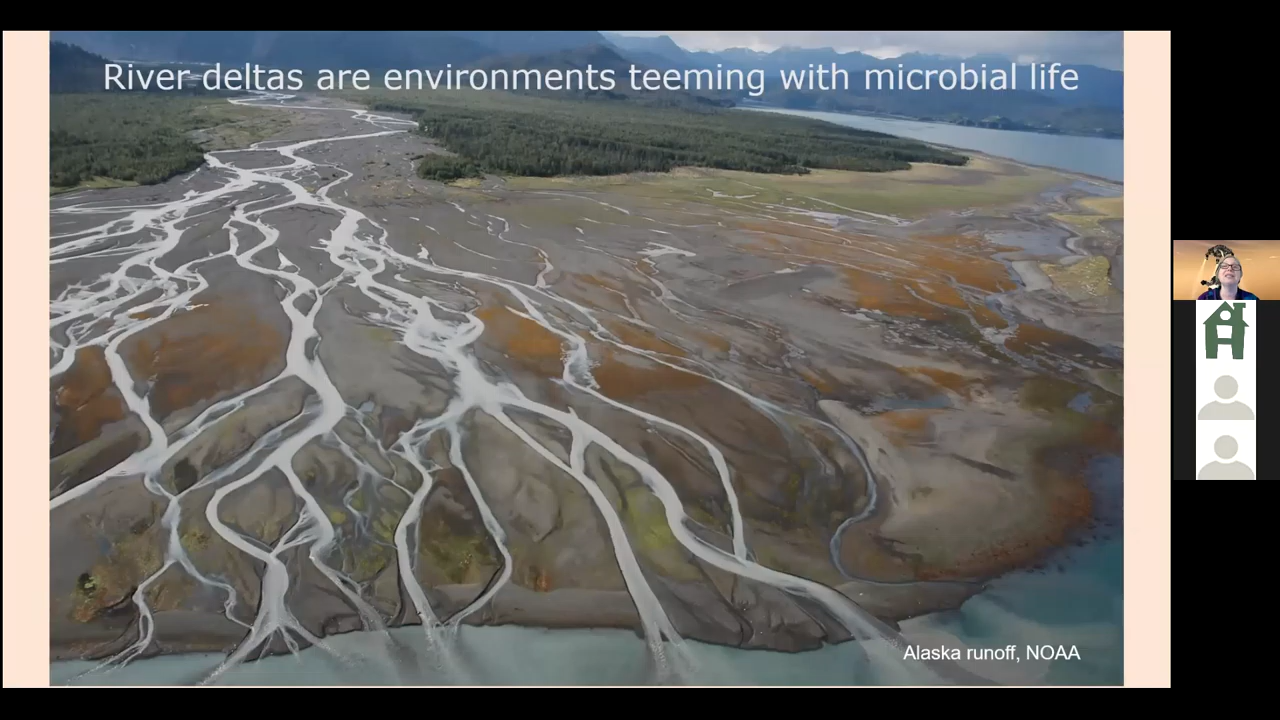 River deltas are environments teeming with microbial life
Alaska runoff, NOAA